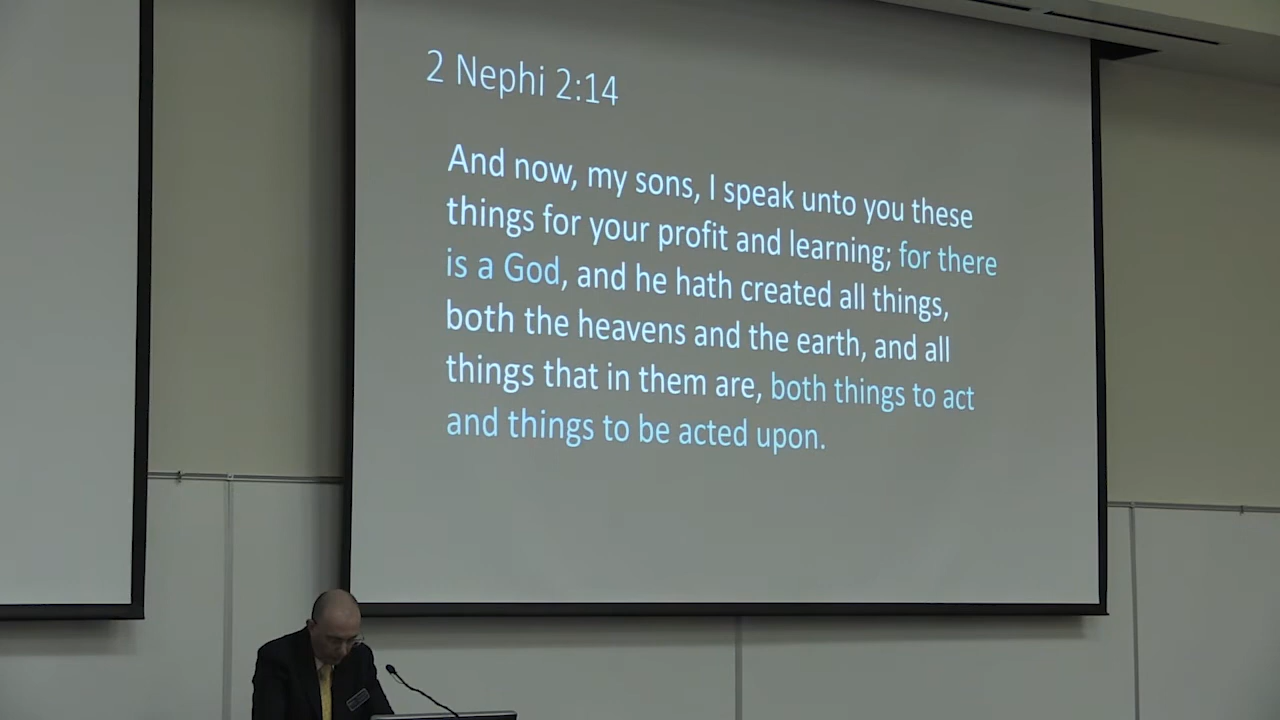 2 Nephi 2:14
And now, my sons, I speak unto you these
things for your profit and learning; for there
is a God, and he hath created all things,
both the heavens and the earth, and all
things that in them are, both things to act
and things to be acted upon.